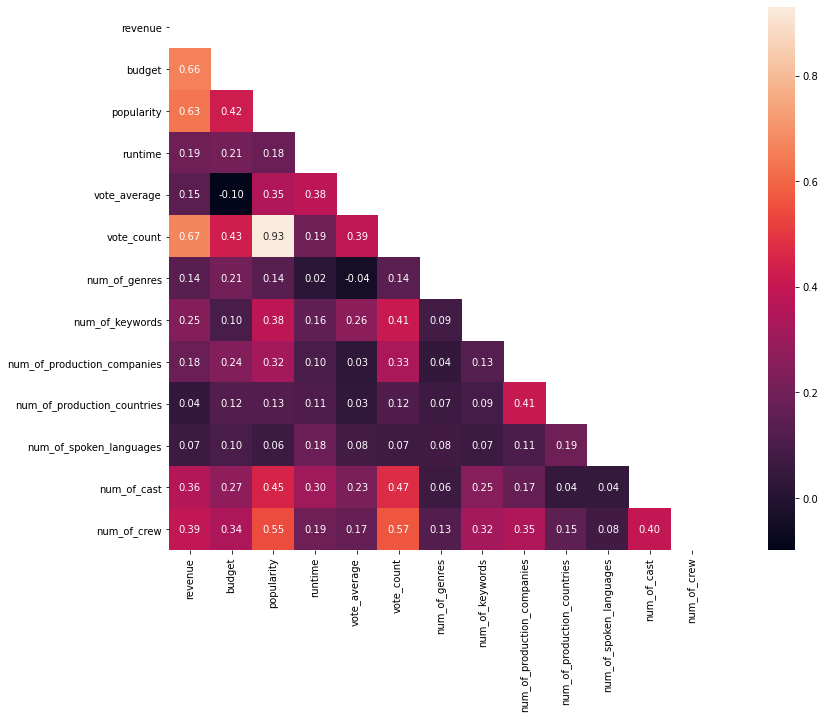 revenue
budget 0.66
popularity 0.63 0.42
runtime 0.19 0.21 0.18
vote_average 0.15 -0.10 0.35 0.38
vote_count 0.67 0.43 0.93 0.19 0.39
num_of_genres 0.14 0.21 0.14 0.02 -0.04 0.14
num_of_keywords 0.25 0.10 0.38 0.16 0.26 0.41 0.09
num_of_production_companies 0.18 0.24 0.32 0.10 0.03 0.33 0.04 0.13
num_of_production_countries 0.04 0.12 0.13 0.11 0.03 0.12 0.07 0.09 0.41
num_of_spoken_languages 0.07 0.10 0.06 0.18 0.08 0.07 0.08 0.07 0.11 0.19
num_of_cast 0.36 0.27 0.45 0.30 0.23 0.47 0.06 0.25 0.17 0.04 0.04
num_of_crew 0.39 0.34 0.55 0.19 0.17 0.57 0.13 0.32 0.35 0.15 0.08 0.40
revenue
budget
popularity
runtime
vote_average
vote_count
num_of_genres
num_of_keywords
num_of_production_companies
num_of_production_countries
num_of_spoken_languages
num_of_cast
num_of_crew
0.8
0.6
0.4
0.2
0.0